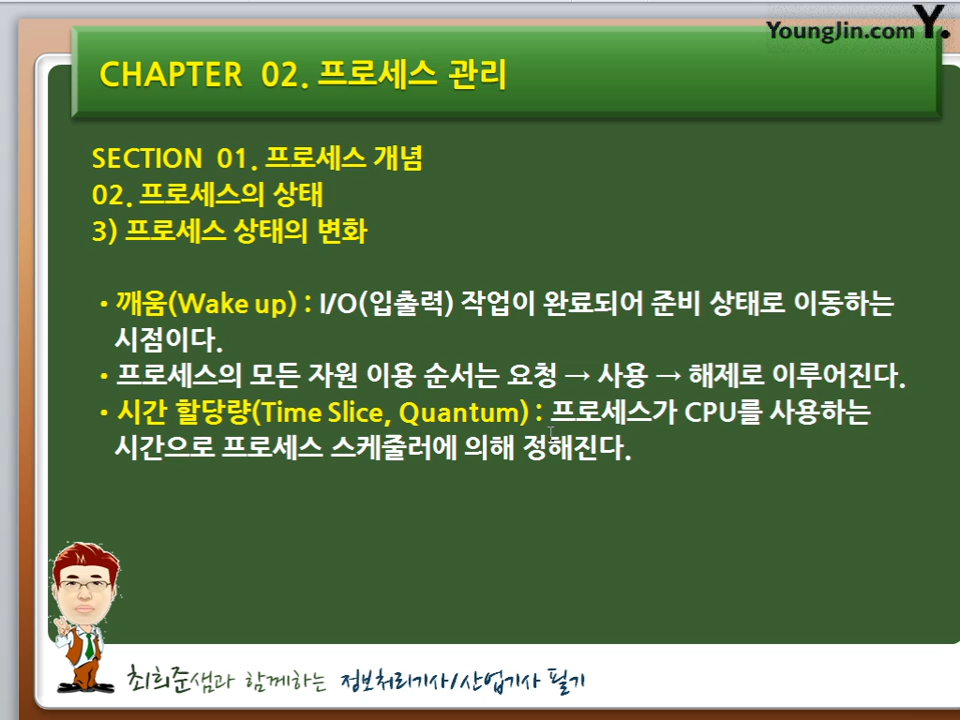 YoungJin.com Y.
CHAPTER 02. 프로세스 관리
SECTION 01. 프로세스 개념
02. 프로세스의 상태
3) 프로세스 상태의 변화
• 깨움(Wake up) : I/O(입출력) 작업이 완료되어 준비 상태로 이동하는
시점이다.
• 프로세스의 모든 자원 이용 순서는 요청 → 사용 → 해제로 이루어진다.
• 시간 할당량(Time Slice, Quantum) : 프로세스가 CPU를 사용하는
시간으로 프로세스 스케줄러에 의해 정해진다.
최희준샘과 함께하는 정보처리기사/산업기사 필기